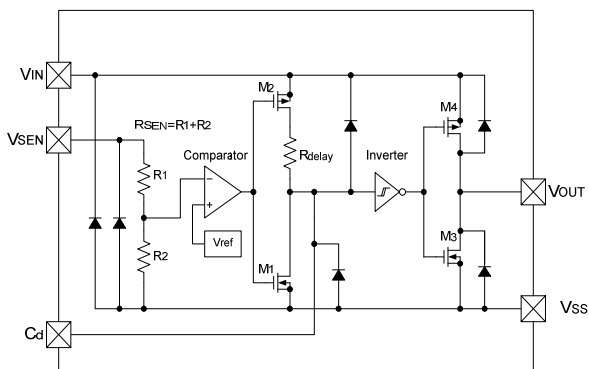 VIN
M2
M4
RSEN=R1+R2
VSEN
Comparator
Rdelay
Inverter
R1
−
+
VOUT
Vref
R2
M1
M3
VSS
Cd